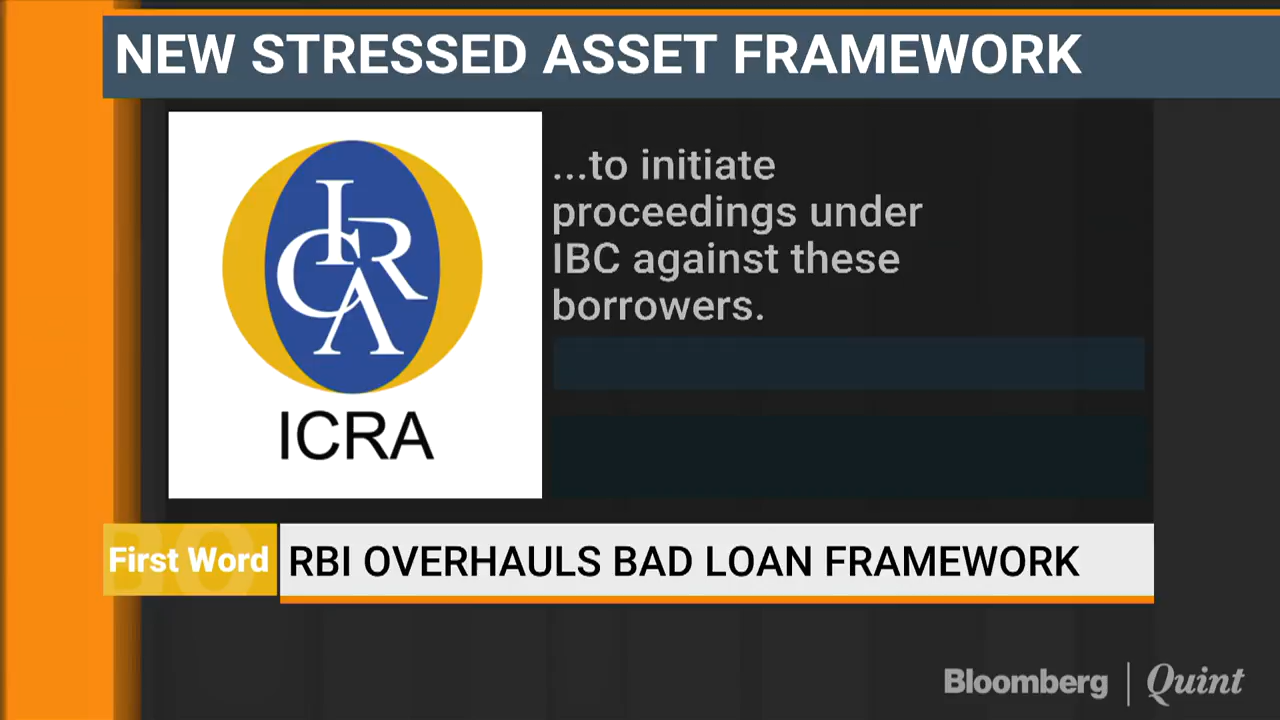 NEW STRESSED ASSET FRAMEWORK
ICRA
ICRA
...to initiate
proceedings under
IBC against these
borrowers.
First Word
RBI OVERHAULS BAD LOAN FRAMEWORK
Bloomberg | Quint